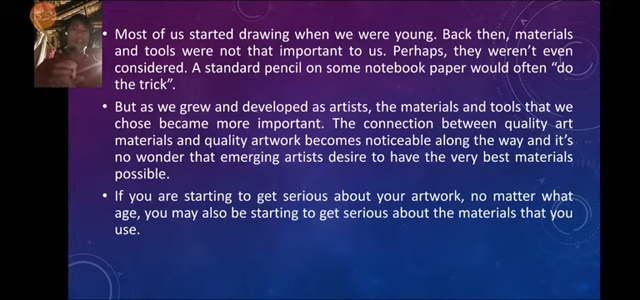 • Most of us started drawing when we were young. Back then, materials
and tools were not that important to us. Perhaps, they weren't even
considered. A standard pencil on some notebook paper would often "do
the trick".
• But as we grew and developed as artists, the materials and tools that we
chose became more important. The connection between quality art
materials and quality artwork becomes noticeable along the way and it's
no wonder that emerging artists desire to have the very best materials
possible.
• If you are starting to get serious about your artwork, no matter what
age, you may also be starting to get serious about the materials that you
use.